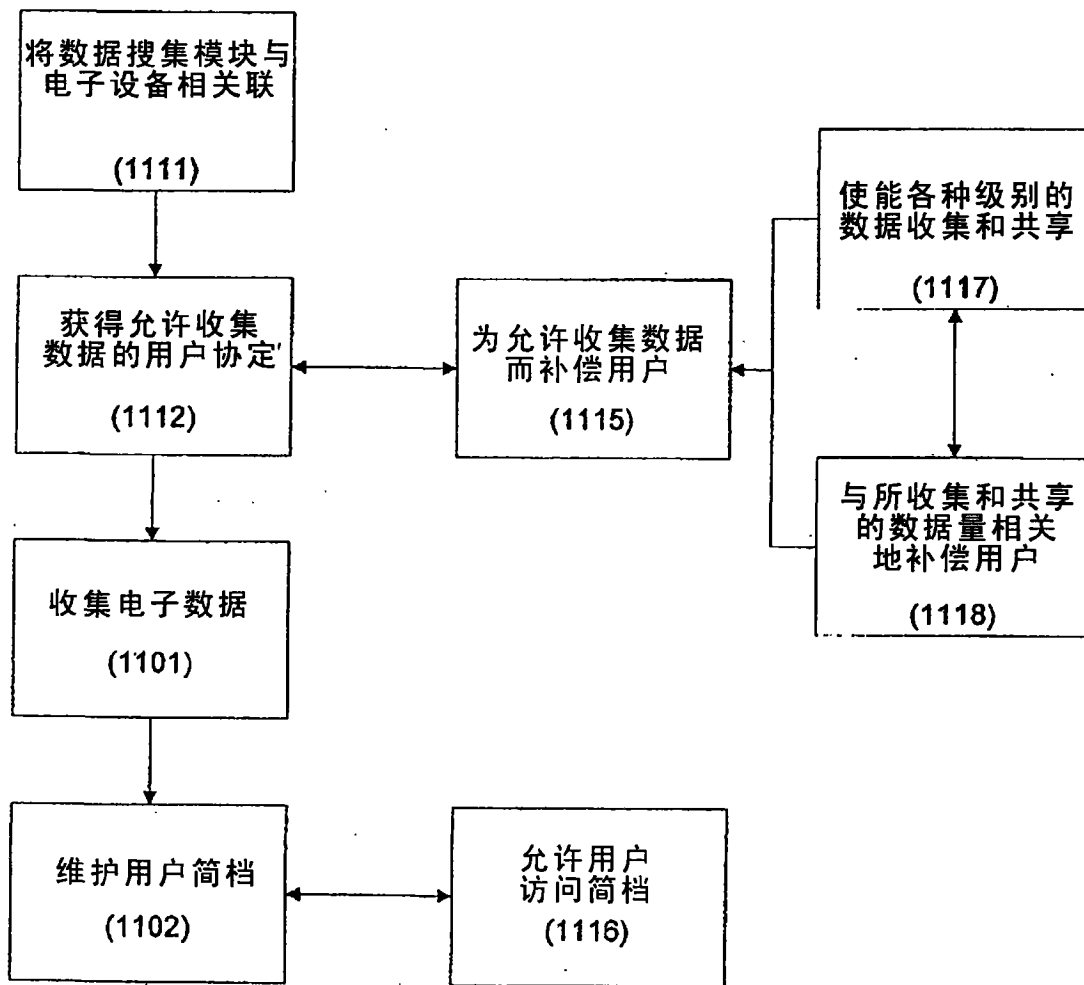 将数据搜集模块与
电子设备相关联
(1111)
获得允许收集
数据的用户协定
(1112)
为允许收集数据
而补偿用户
(1115)
使能各种级别的
数据收集和共享
(1117)
与所收集和共享
的数据量相关
地补偿用户
(1118)
收集电子数据
(1101)
维护用户简档
(1102)
允许用户
访问简档
(1116)